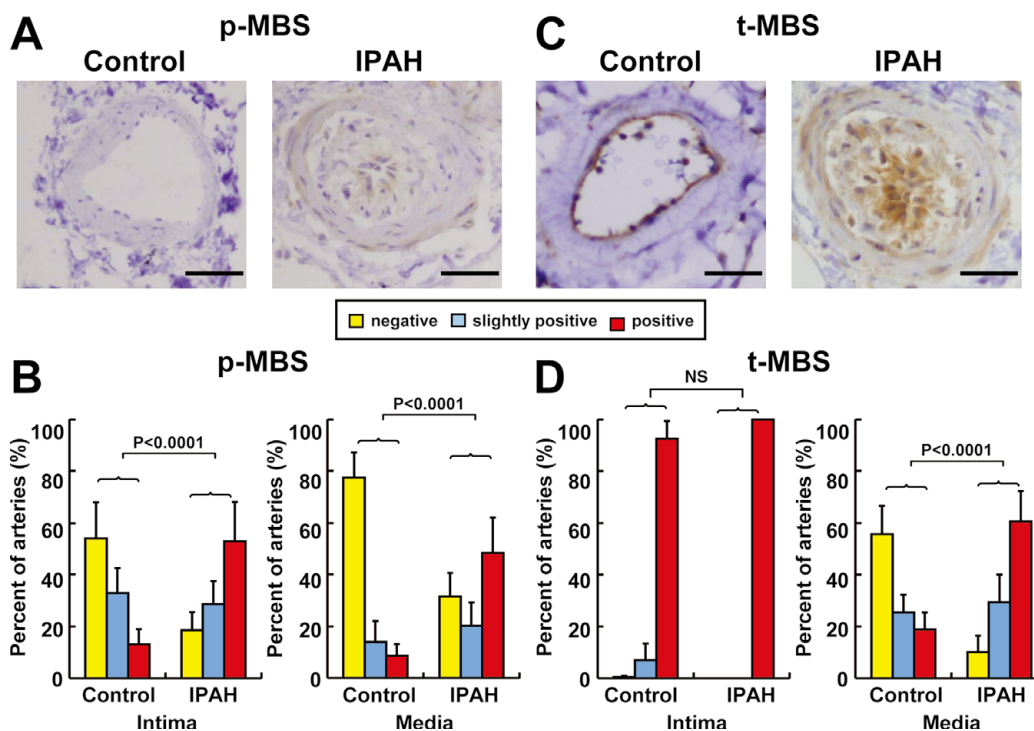 A
p-MBS
Control
IPAH
C
t-MBS
Control
IPAH
negative
slightly positive
positive
B
p-MBS
Percent of arteries (%)
100
80
60
40
20
0
P<0.0001
Control
IPAH
Intima
Percent of arteries (%)
100
80
60
40
20
0
P<0.0001
Control
IPAH
Media
D
t-MBS
Percent of arteries (%)
100
80
60
40
20
0
NS
Control
IPAH
Intima
Percent of arteries (%)
100
80
60
40
20
0
P<0.0001
Control
IPAH
Media